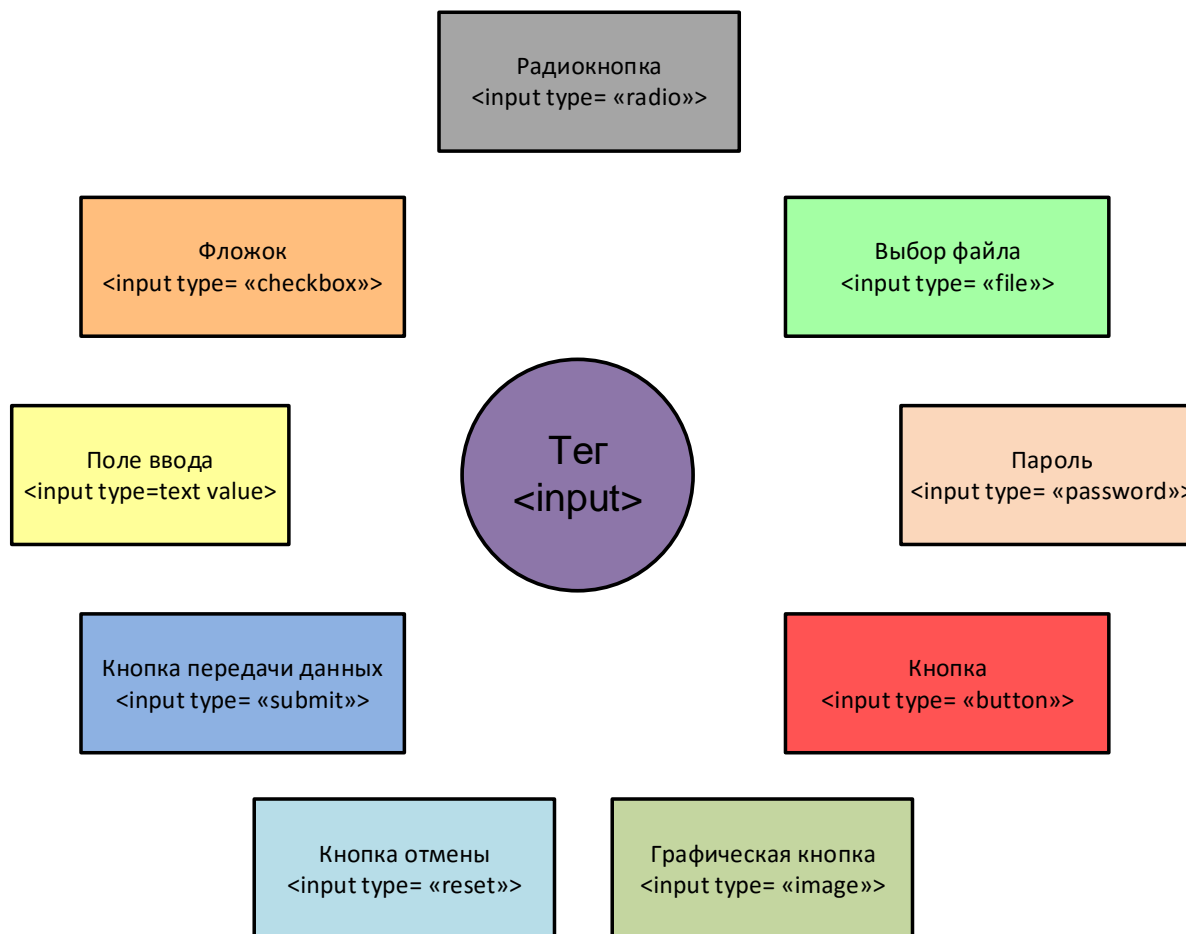 Радиокнопка
<input type= «radio»>
Фложок
<input type= «checkbox»>
Выбор файла
<input type= «file»>
Поле ввода
<input type=text value>
Тег
<input>
Пароль
<input type= «password»>
Кнопка передачи данных
<input type= «submit»>
Кнопка
<input type= «button»>
Кнопка отмены
<input type= «reset»>
Графическая кнопка
<input type= «image»>